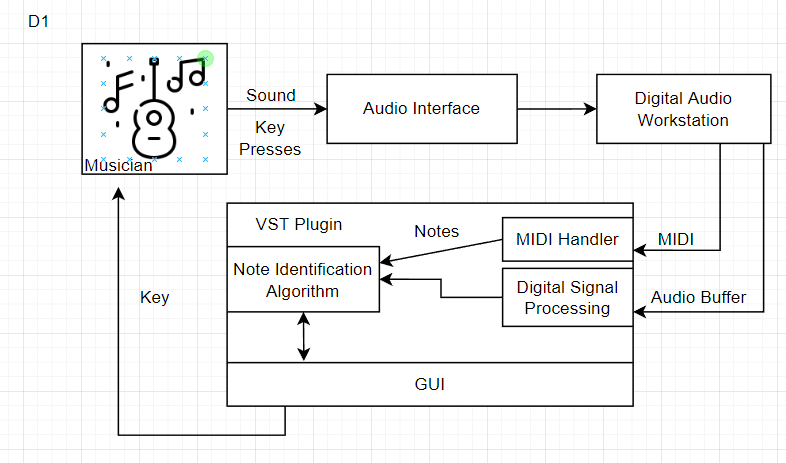 D1
Musician
Sound
Key
Presses
Audio Interface
Digital Audio
Workstation
VST Plugin
Notes
MIDI Handler
MIDI
Note Identification
Algorithm
Digital Signal
Processing
Audio Buffer
Key
GUI